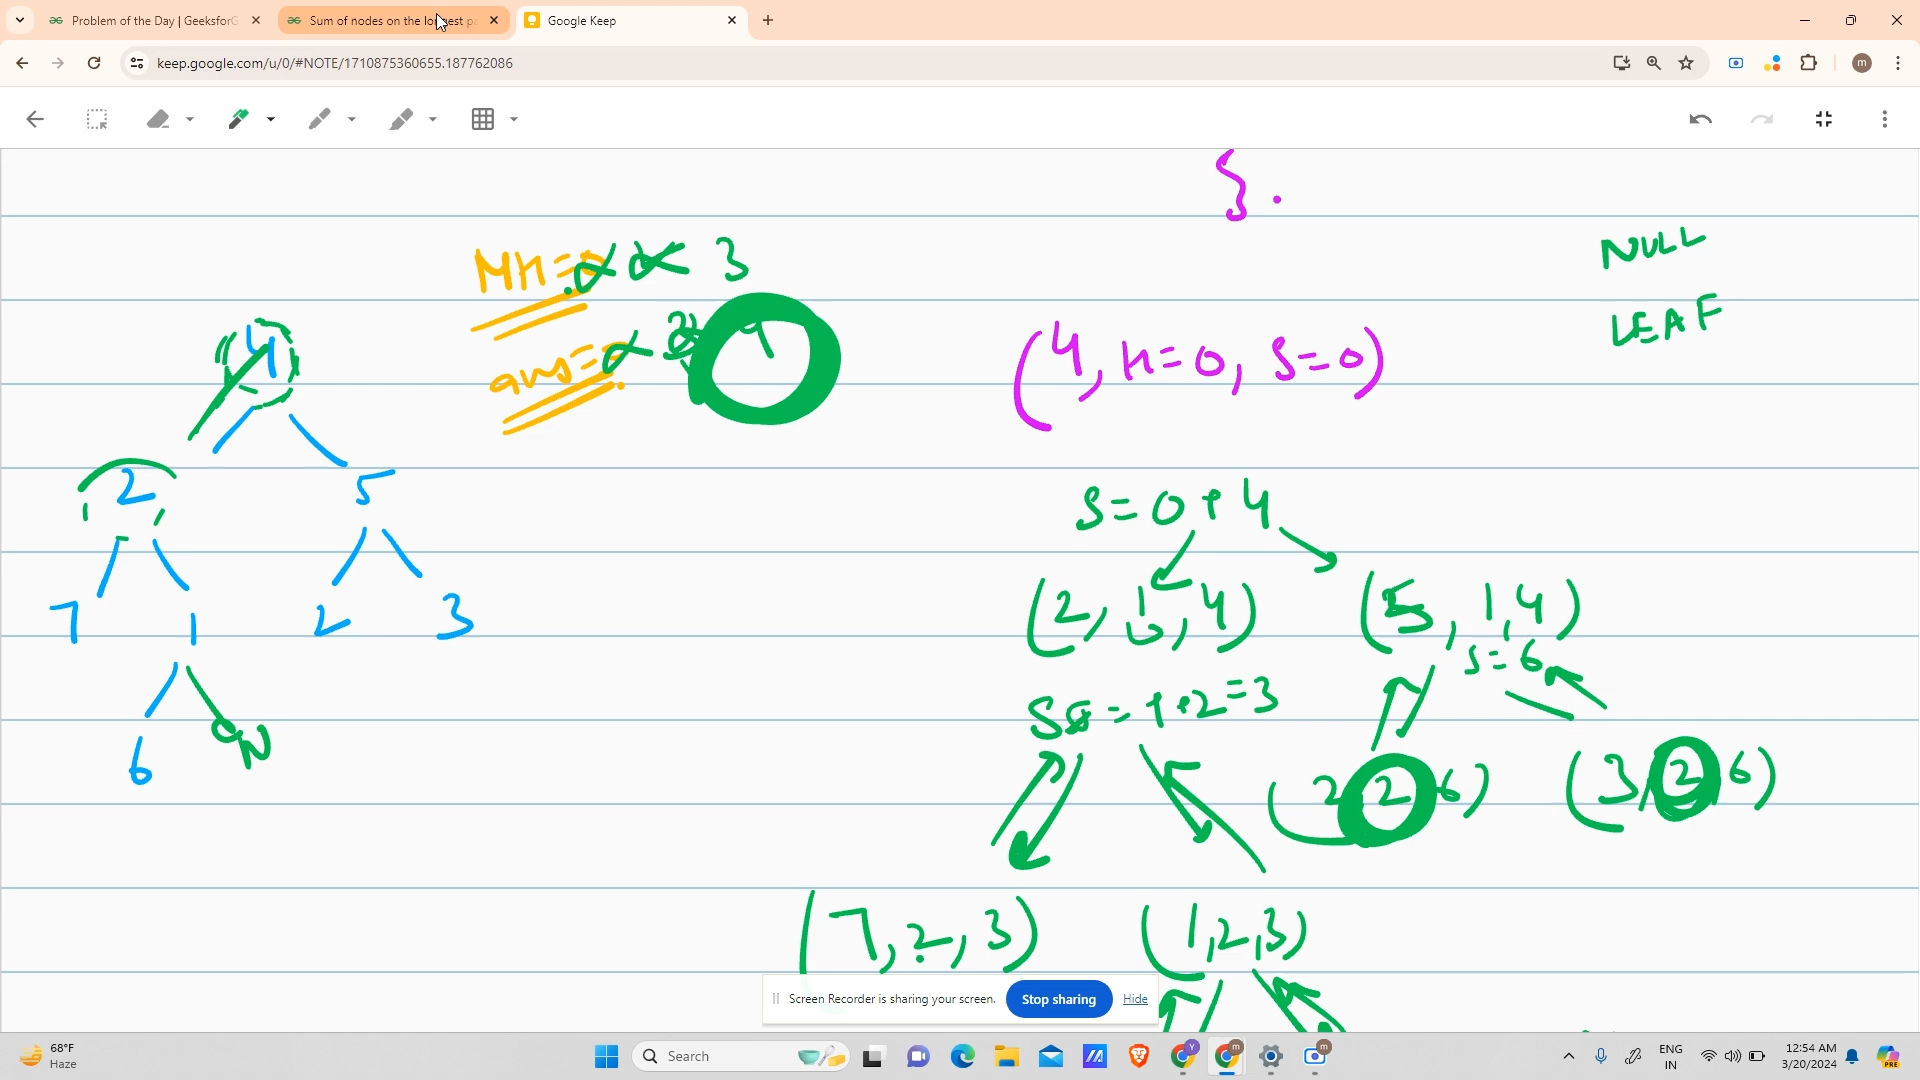 Problem of the Day | GeeksforG
Sum of nodes on the longest pa
Google Keep
keep.google.com/u/0/#NOTE/1710875360655.187762086
NULL
LEAF
MH= 3
ans=
(4, H=0, S=0)
4
2 5
7 1 2 3
6 N
S=0+4
(2, 1, 4) (5, 1,4)
S=6
= 1+2=3
(2 2 6) (3, 2, 6)
(7,2,3) (1,2,3)
Screen Recorder is sharing your screen. Stop sharing Hide
68°F
Haze
Search
ENG
IN
12:54 AM
3/20/2024
PRE